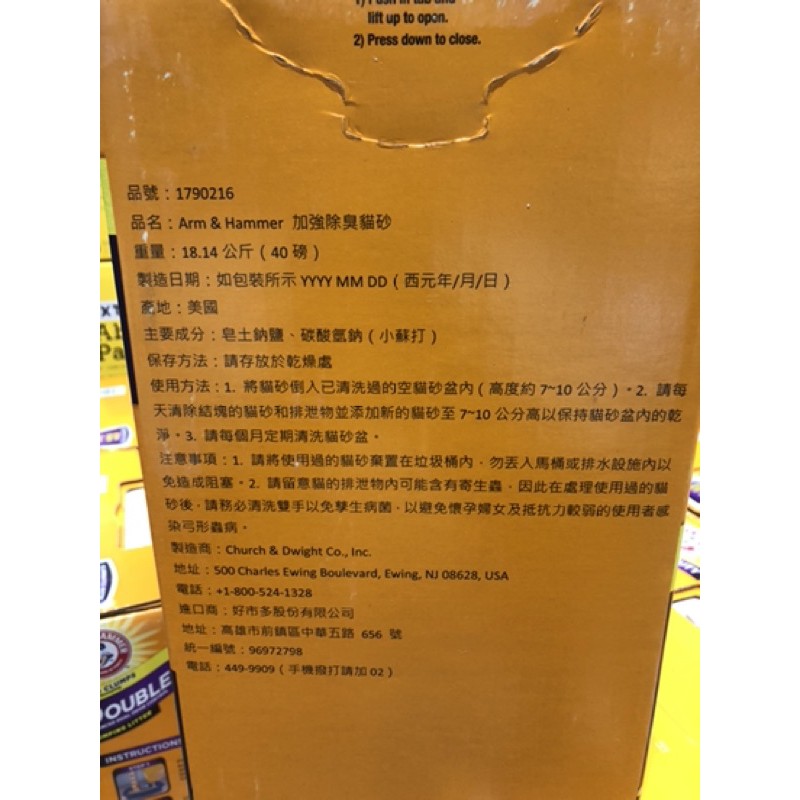 lift up to open.
2) Press down to close.
品號：1790216
品名：Arm & Hammer 加強除臭貓砂
重量：18.14 公斤（40 磅）
製造日期：如包裝所示 YYYY MM DD（西元年/月/日）
產地：美國
主要成分：皂土鈉鹽、碳酸氫鈉（小蘇打）
保存方法：請存放於乾燥處
使用方法：1. 將貓砂倒入已清洗過的空貓砂盆內（高度約 7~10 公分）。2. 請每
天清除結塊的貓砂和排泄物並添加新的貓砂至 7~10 公分高以保持貓砂盆內的乾
淨。3. 請每個月定期清洗貓砂盆。
注意事項：1. 請將使用過的貓砂棄置在垃圾桶內，勿丟入馬桶或排水設施內以
免造成阻塞。2. 請留意貓的排泄物內可能含有寄生蟲，因此在處理使用過的貓
砂後，請務必清洗雙手以免孳生病菌，以避免懷孕婦女及抵抗力較弱的使用者感
染弓形蟲病。
製造商：Church & Dwight Co., Inc.
地址：500 Charles Ewing Boulevard, Ewing, NJ 08628, USA
電話：+1-800-524-1328
進口商：好市多股份有限公司
地址：高雄市前鎮區中華五路 656 號
統一編號：96972798
電話：449-9909（手機撥打請加 02）
HAMMER
CLUMPS
DOUBLE
INSTRUCTIONS